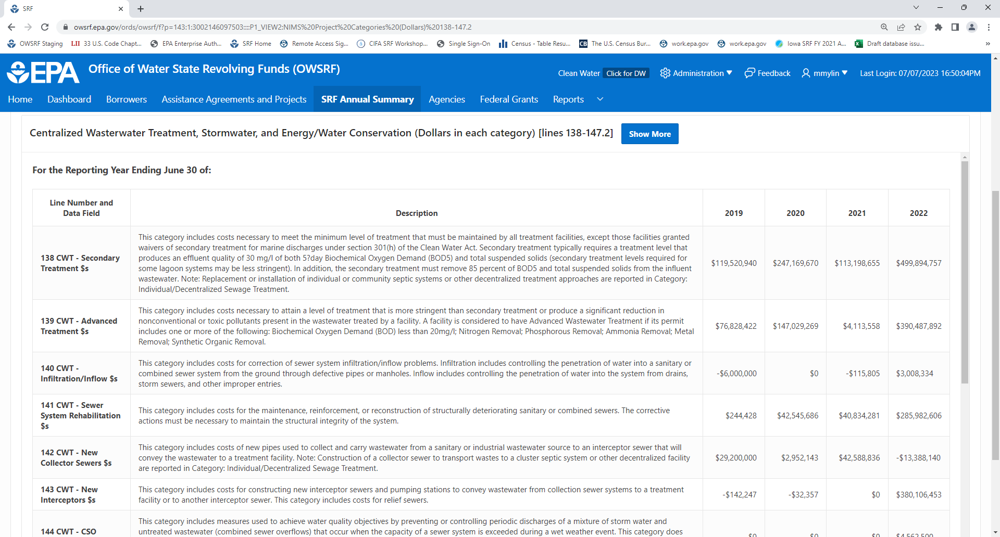 SRF
owsrf.epa.gov/ords/owsrf/f?p=143:1:3002146097503::::P1_VIEW2:NIMS%20Project%20Categories%20(Dollars)%20138-147.2
OWSRF Staging LII 33 U.S. Code Chapt... EPA Enterprise Auth... SRF Home Remote Access Sig... CIFA SRF Workshop... Single Sign-On Census - Table Resu... CB The U.S. Census Bur... work.epa.gov work.epa.gov Iowa SRF FY 2021 A... Draft database issu... »
EPA Office of Water State Revolving Funds (OWSRF)
Clean Water Click for DW Administration Feedback mmylin Last Login: 07/07/2023 16:50:04PM
Home Dashboard Borrowers Assistance Agreements and Projects SRF Annual Summary Agencies Federal Grants Reports
Centralized Wasterwater Treatment, Stormwater, and Energy/Water Conservation (Dollars in each category) [lines 138-147.2] Show More
For the Reporting Year Ending June 30 of:
Line Number and
Data Field
Description 2019 2020 2021 2022
138 CWT - Secondary
Treatment $s
This category includes costs necessary to meet the minimum level of treatment that must be maintained by all treatment facilities, except those facilities granted
waivers of secondary treatment for marine discharges under section 301(h) of the Clean Water Act. Secondary treatment typically requires a treatment level that
produces an effluent quality of 30 mg/l of both 5?day Biochemical Oxygen Demand (BOD5) and total suspended solids (secondary treatment levels required for
some lagoon systems may be less stringent). In addition, the secondary treatment must remove 85 percent of BOD5 and total suspended solids from the influent
wastewater. Note: Replacement or installation of individual or community septic systems or other decentralized treatment approaches are reported in Category:
Individual/Decentralized Sewage Treatment.
$119,520,940 $247,169,670 $113,198,655 $499,894,757
139 CWT - Advanced
Treatment $s
This category includes costs necessary to attain a level of treatment that is more stringent than secondary treatment or produce a significant reduction in
nonconventional or toxic pollutants present in the wastewater treated by a facility. A facility is considered to have Advanced Wastewater Treatment if its permit
includes one or more of the following: Biochemical Oxygen Demand (BOD) less than 20mg/l; Nitrogen Removal; Phosphorous Removal; Ammonia Removal; Metal
Removal; Synthetic Organic Removal.
$76,828,422 $147,029,269 $4,113,558 $390,487,892
140 CWT -
Infiltration/Inflow $s
This category includes costs for correction of sewer system infiltration/inflow problems. Infiltration includes controlling the penetration of water into a sanitary or
combined sewer system from the ground through defective pipes or manholes. Inflow includes controlling the penetration of water into the system from drains,
storm sewers, and other improper entries.
-$6,000,000 $0 -$115,805 $3,008,334
141 CWT - Sewer
System Rehabilitation
$s
This category includes costs for the maintenance, reinforcement, or reconstruction of structurally deteriorating sanitary or combined sewers. The corrective
actions must be necessary to maintain the structural integrity of the system.
$244,428 $42,545,686 $40,834,281 $285,982,606
142 CWT - New
Collector Sewers $s
This category includes costs of new pipes used to collect and carry wastewater from a sanitary or industrial wastewater source to an interceptor sewer that will
convey the wastewater to a treatment facility. Note: Construction of a collector sewer to transport wastes to a cluster septic system or other decentralized facility
are reported in Category: Individual/Decentralized Sewage Treatment.
$29,200,000 $2,952,143 $42,588,836 -$13,388,140
143 CWT - New
Interceptors $s
This category includes costs for constructing new interceptor sewers and pumping stations to convey wastewater from collection sewer systems to a treatment
facility or to another interceptor sewer. This category includes costs for relief sewers.
-$142,247 -$32,357 $0 $380,106,453
144 CWT - CSO
This category includes measures used to achieve water quality objectives by preventing or controlling periodic discharges of a mixture of storm water and
untreated wastewater (combined sewer overflows) that occur when the capacity of a sewer system is exceeded during a wet weather event. This category does
$0 $0 $0 $4,562,500